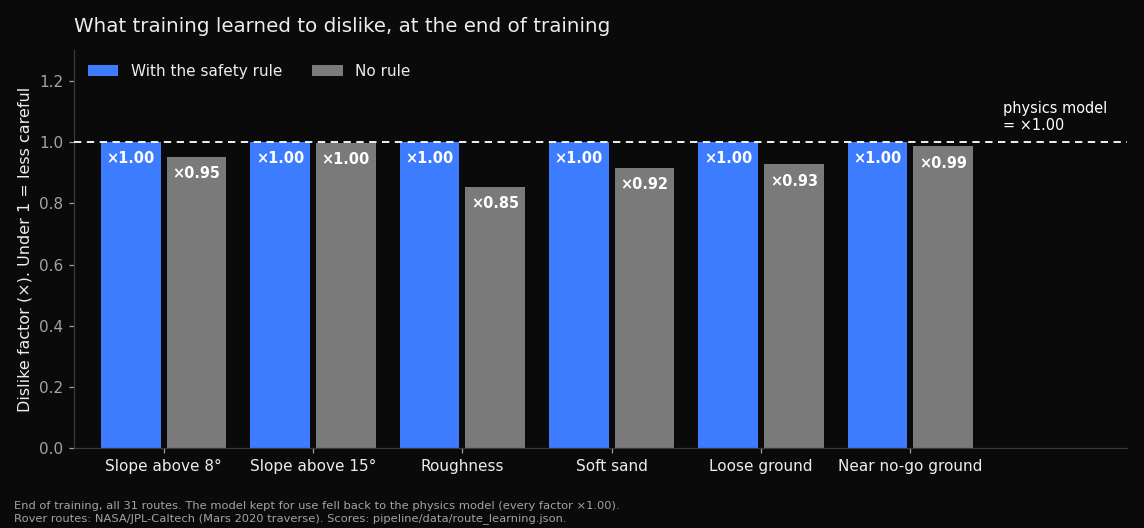 What training learned to dislike, at the end of training
With the safety rule
No rule
Dislike factor (×). Under 1 = less careful
1.2
1.0
0.8
0.6
0.4
0.2
0.0
physics model
= ×1.00
×1.00
×0.95
×1.00
×1.00
×1.00
×0.85
×1.00
×0.92
×1.00
×0.93
×1.00
×0.99
Slope above 8°
Slope above 15°
Roughness
Soft sand
Loose ground
Near no-go ground
End of training, all 31 routes. The model kept for use fell back to the physics model (every factor ×1.00).
Rover routes: NASA/JPL-Caltech (Mars 2020 traverse). Scores: pipeline/data/route_learning.json.